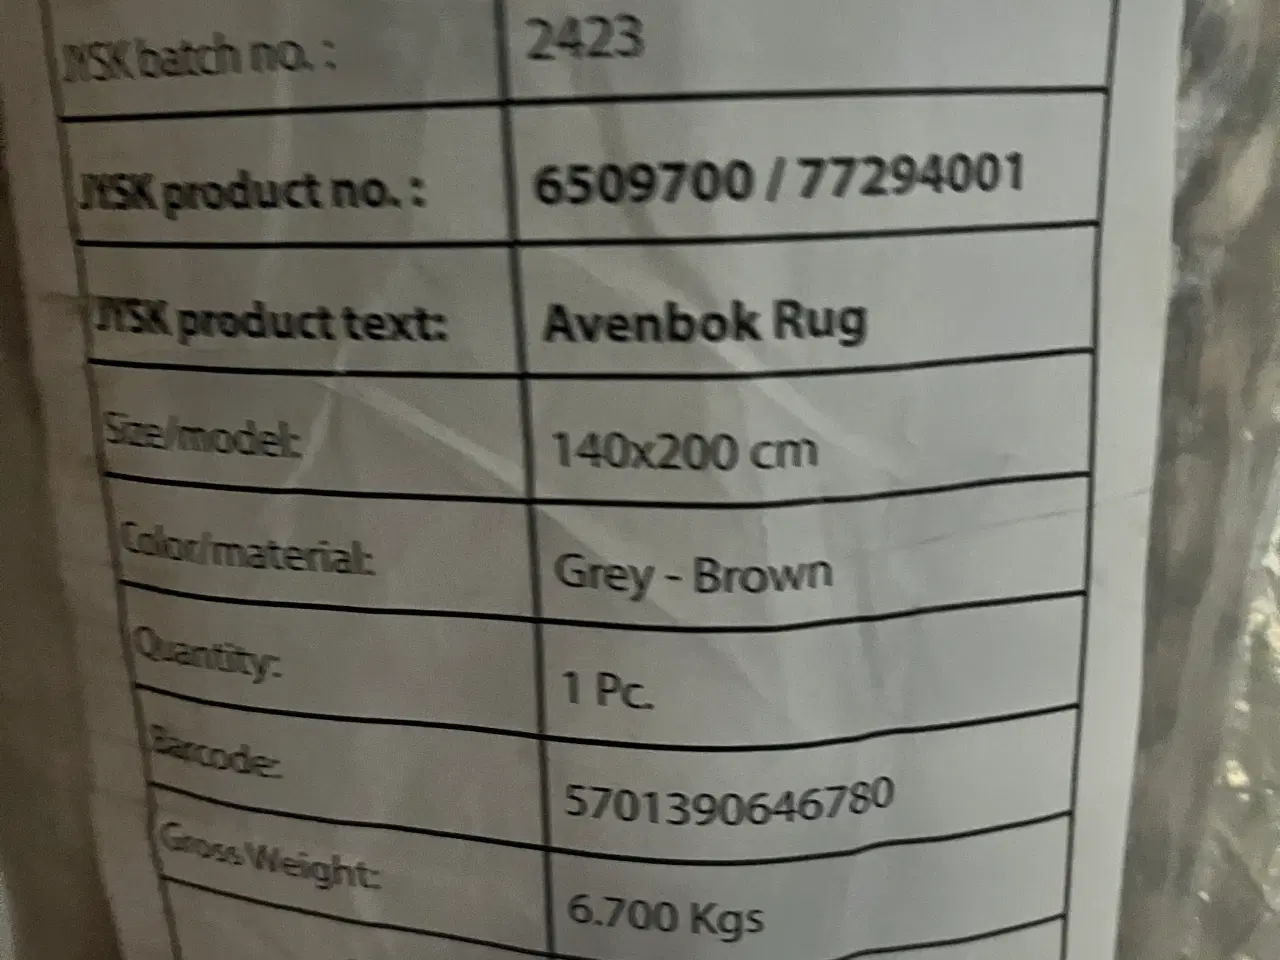 JYSK batch no. : 2423
JYSK product no. : 6509700 / 77294001
JYSK product text: Avenbok Rug
Size/model: 140x200 cm
Color/material: Grey - Brown
Quantity: 1 Pc.
Barcode: 5701390646780
Gross Weight: 6.700 Kgs